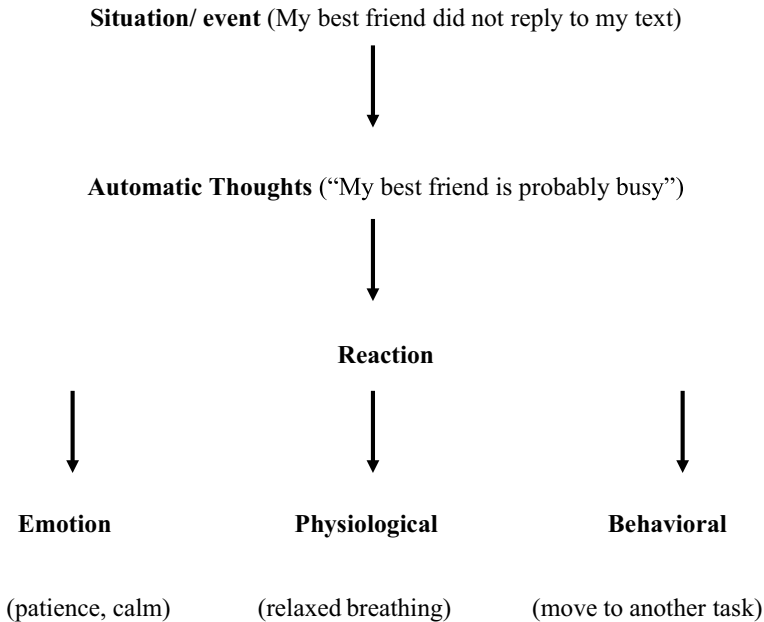 Situation/ event (My best friend did not reply to my text)
Automatic Thoughts (“My best friend is probably busy”)
Reaction
Emotion Physiological Behavioral
(patience, calm) (relaxed breathing) (move to another task)